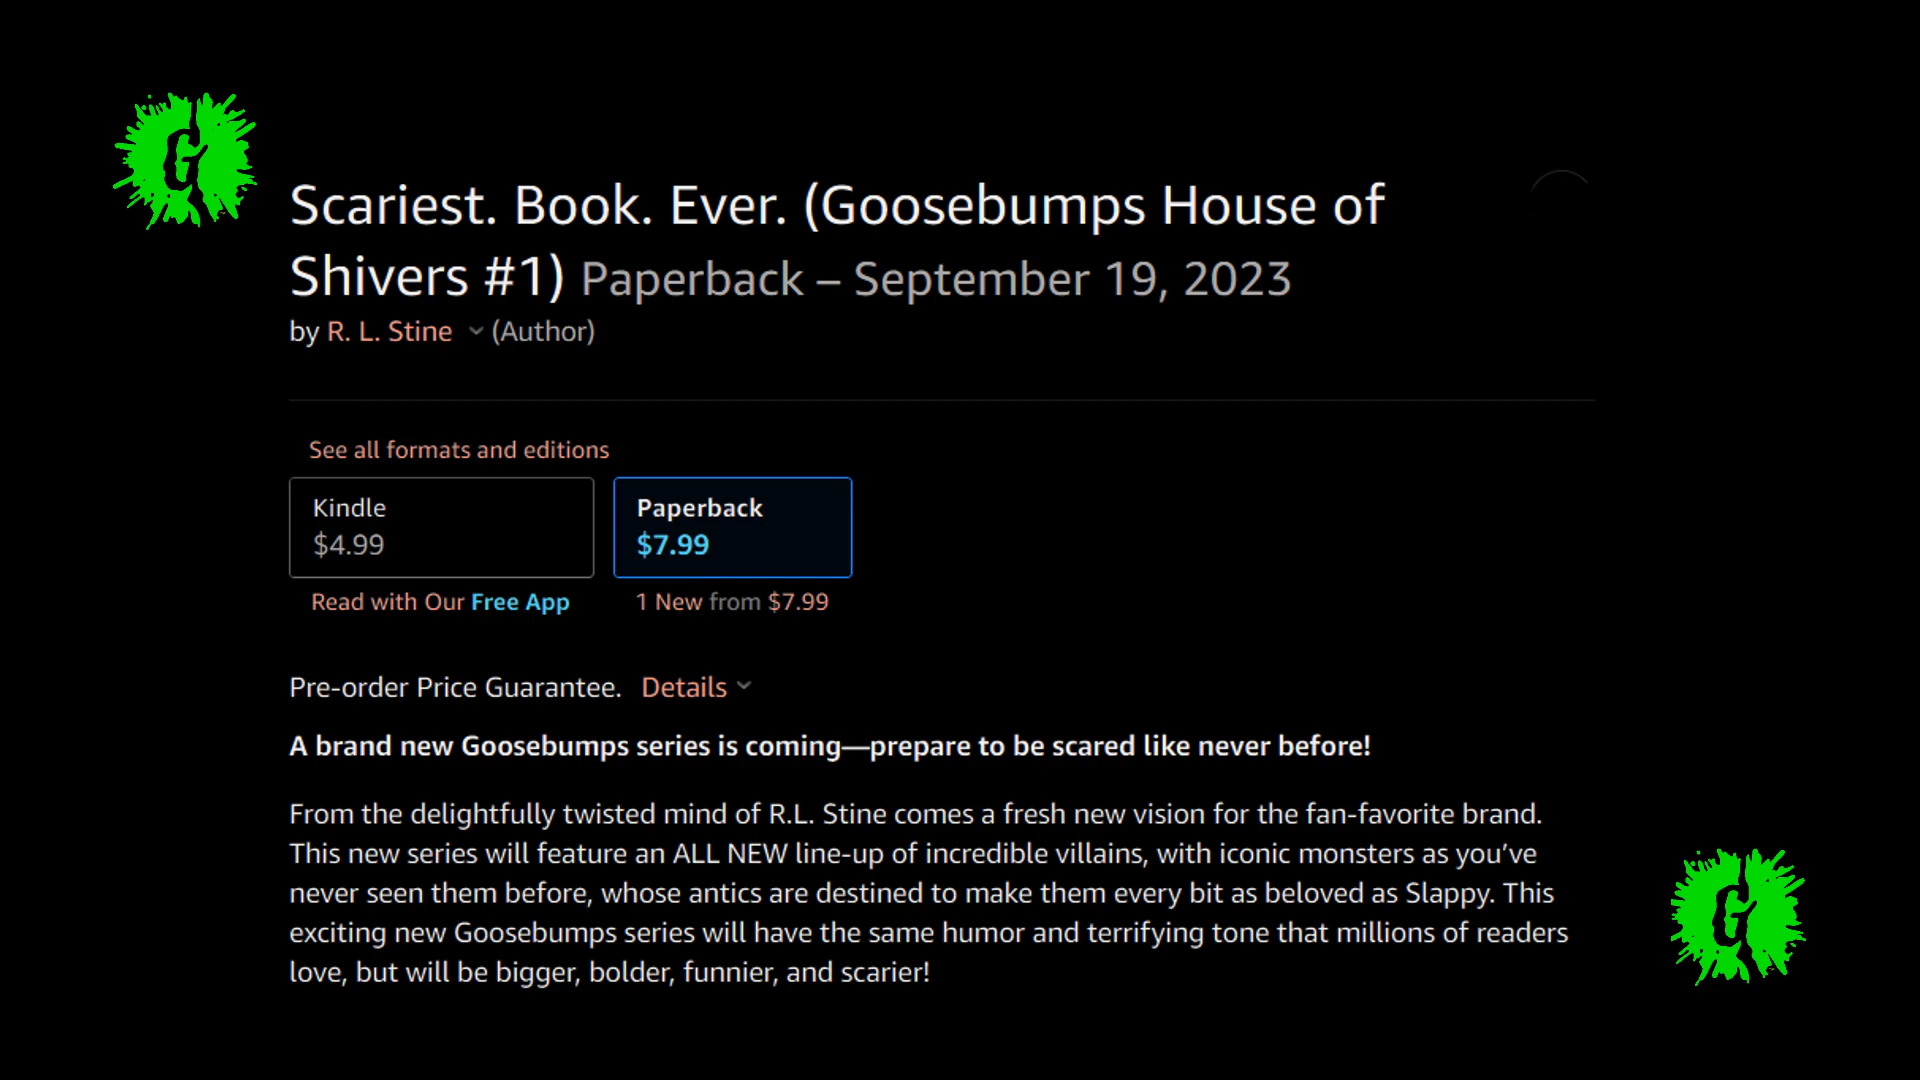 G
Scariest. Book. Ever. (Goosebumps House of
Shivers #1) Paperback – September 19, 2023
by R. L. Stine (Author)
See all formats and editions
Kindle
$4.99
Paperback
$7.99
Read with Our Free App
1 New from $7.99
Pre-order Price Guarantee. Details
A brand new Goosebumps series is coming—prepare to be scared like never before!
From the delightfully twisted mind of R.L. Stine comes a fresh new vision for the fan-favorite brand.
This new series will feature an ALL NEW line-up of incredible villains, with iconic monsters as you’ve
never seen them before, whose antics are destined to make them every bit as beloved as Slappy. This
exciting new Goosebumps series will have the same humor and terrifying tone that millions of readers
love, but will be bigger, bolder, funnier, and scarier!
G